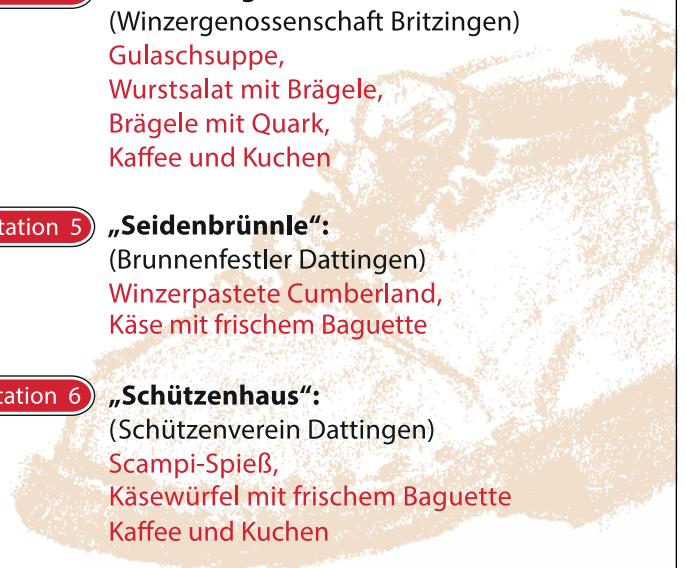 (Winzergenossenschaft Britzingen)
Gulaschsuppe,
Wurstsalat mit Brägele,
Brägele mit Quark,
Kaffee und Kuchen
tation 5 „Seidenbrünnle“:
(Brunnenfestler Dattingen)
Winzerpastete Cumberland,
Käse mit frischem Baguette
tation 6 „Schützenhaus“:
(Schützenverein Dattingen)
Scampi-Spieß,
Käsewürfel mit frischem Baguette
Kaffee und Kuchen